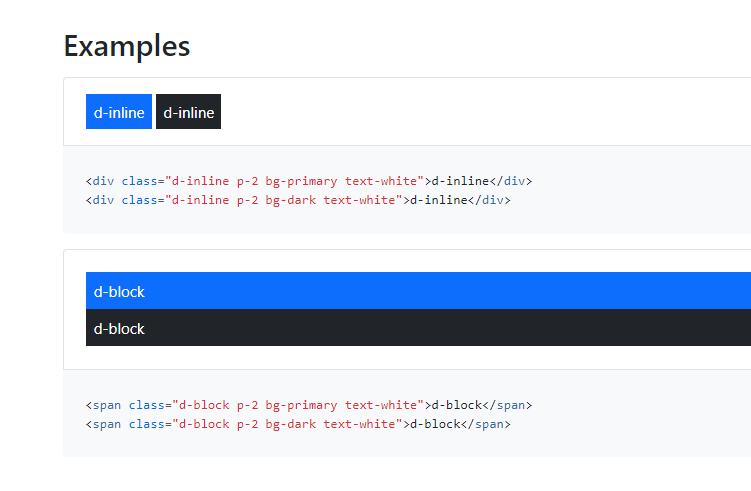 Examples
d-inline d-inline
<div class="d-inline p-2 bg-primary text-white">d-inline</div>
<div class="d-inline p-2 bg-dark text-white">d-inline</div>
d-block
d-block
<span class="d-block p-2 bg-primary text-white">d-block</span>
<span class="d-block p-2 bg-dark text-white">d-block</span>